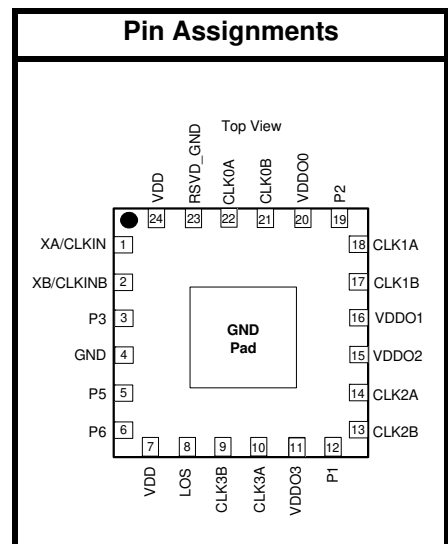 Pin Assignments
Top View
VDD
RSVD_GND
CLK0A
CLK0B
VDDO0
P2
24
23
22
21
20
19
XA/CLKIN
1
18
CLK1A
XB/CLKINB
2
17
CLK1B
P3
3
16
VDDO1
GND
Pad
GND
4
15
VDDO2
P5
5
14
CLK2A
P6
6
13
CLK2B
7
8
9
10
11
12
VDD
LOS
CLK3B
CLK3A
VDDO3
P1